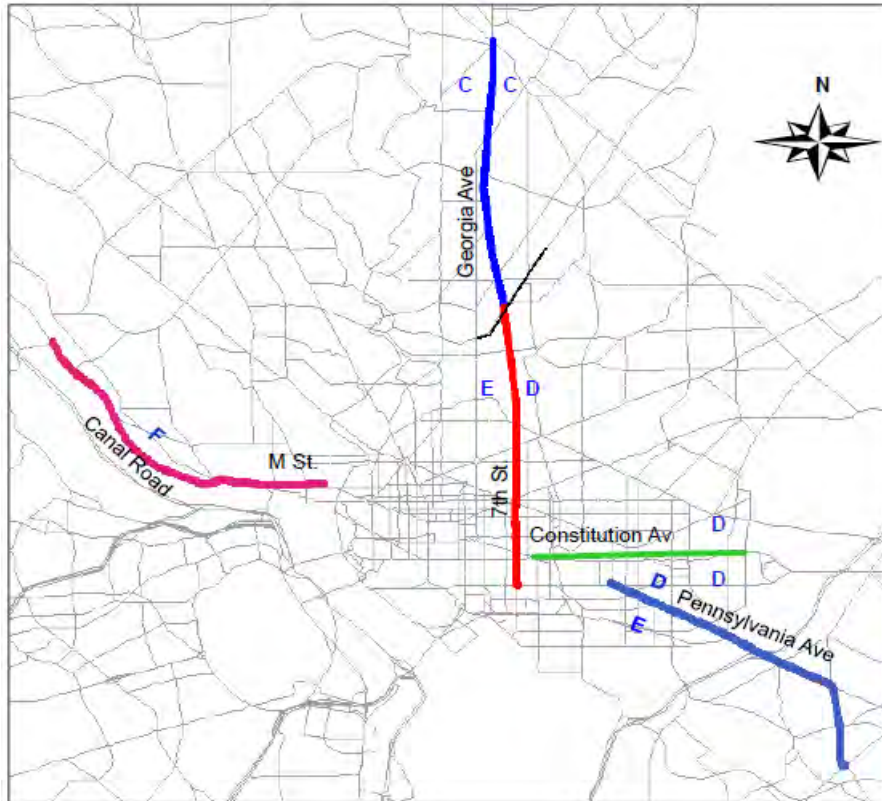 C C
N
Georgia Ave
E D
F
Canal Road
M St.
7th St.
Constitution Av
D
D
D
Pennsylvania Ave
E